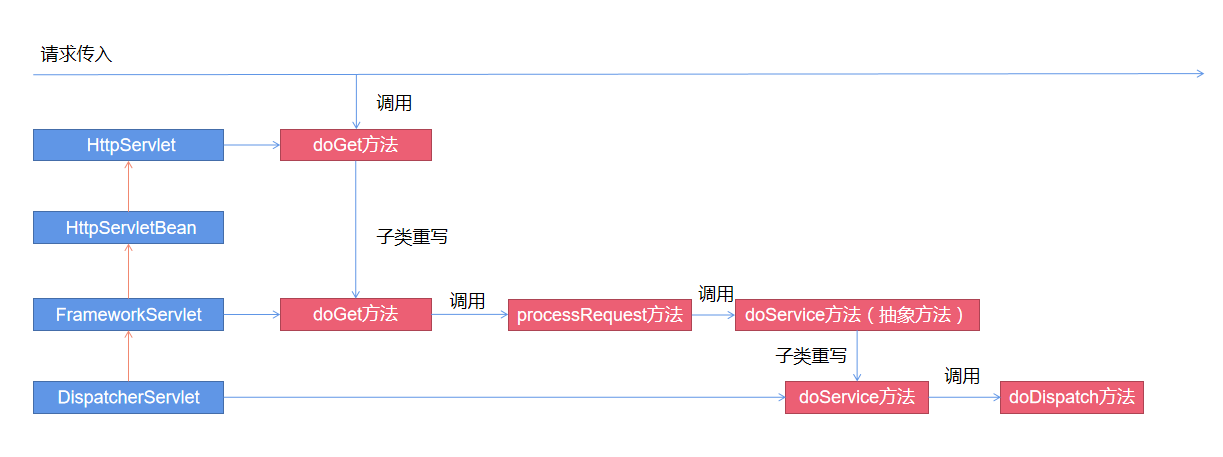 请求传入
调用
HttpServlet
doGet方法
HttpServletBean
子类重写
FrameworkServlet
doGet方法
调用
processRequest方法
调用
doService方法（抽象方法）
子类重写
调用
DispatcherServlet
doService方法
doDispatch方法